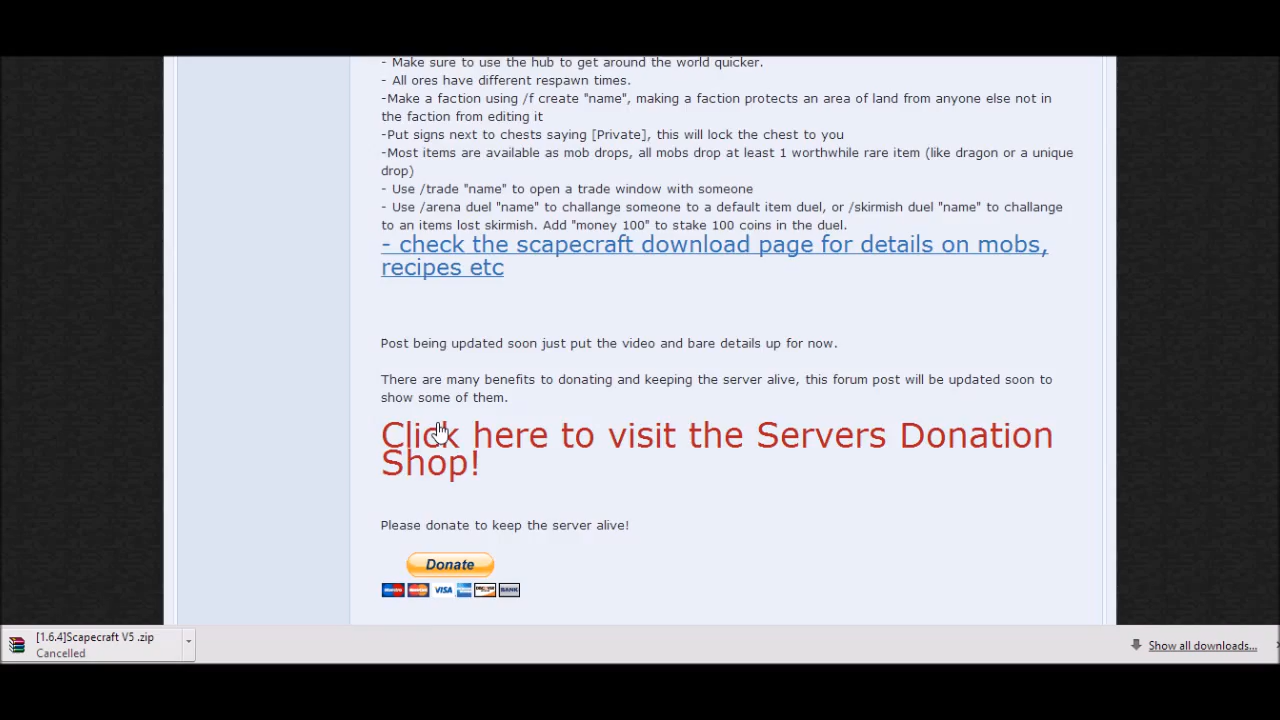 - Make sure to use the hub to get around the world quicker.
- All ores have different respawn times.
-Make a faction using /f create "name", making a faction protects an area of land from anyone else not in
the faction from editing it
-Put signs next to chests saying [Private], this will lock the chest to you
-Most items are available as mob drops, all mobs drop at least 1 worthwhile rare item (like dragon or a unique
drop)
- Use /trade "name" to open a trade window with someone
- Use /arena duel "name" to challange someone to a default item duel, or /skirmish duel "name" to challange
to an items lost skirmish. Add "money 100" to stake 100 coins in the duel.
- check the scapecraft download page for details on mobs,
recipes etc
Post being updated soon just put the video and bare details up for now.
There are many benefits to donating and keeping the server alive, this forum post will be updated soon to
show some of them.
Click here to visit the Servers Donation
Shop!
Please donate to keep the server alive!
Donate
VISA
BANK
[1.6.4]Scapecraft V5 .zip
Cancelled
Show all downloads...